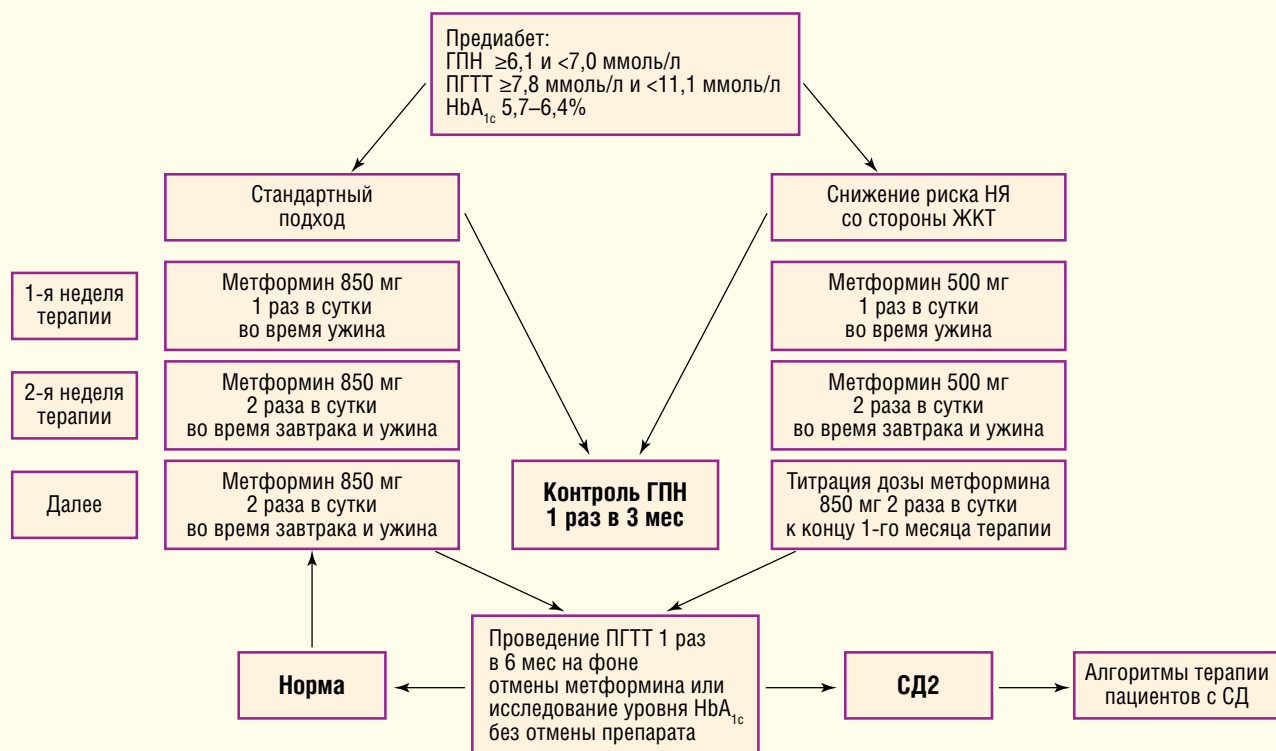 Предиабет:
ГПН ≥6,1 и <7,0 ммоль/л
ПГТТ ≥7,8 ммоль/л и <11,1 ммоль/л
HbA1c 5,7–6,4%
Стандартный
подход
Снижение риска НЯ
со стороны ЖКТ
1-я неделя
терапии
Метформин 850 мг
1 раз в сутки
во время ужина
Метформин 500 мг
1 раз в сутки
во время ужина
2-я неделя
терапии
Метформин 850 мг
2 раза в сутки
во время завтрака и ужина
Метформин 500 мг
2 раза в сутки
во время завтрака и ужина
Далее
Метформин 850 мг
2 раза в сутки
во время завтрака и ужина
Контроль ГПН
1 раз в 3 мес
Титрация дозы метформина
850 мг 2 раза в сутки
к концу 1-го месяца терапии
Норма
Проведение ПГТТ 1 раз
в 6 мес на фоне
отмены метформина или
исследование уровня HbA1c
без отмены препарата
СД2
Алгоритмы терапии
пациентов с СД